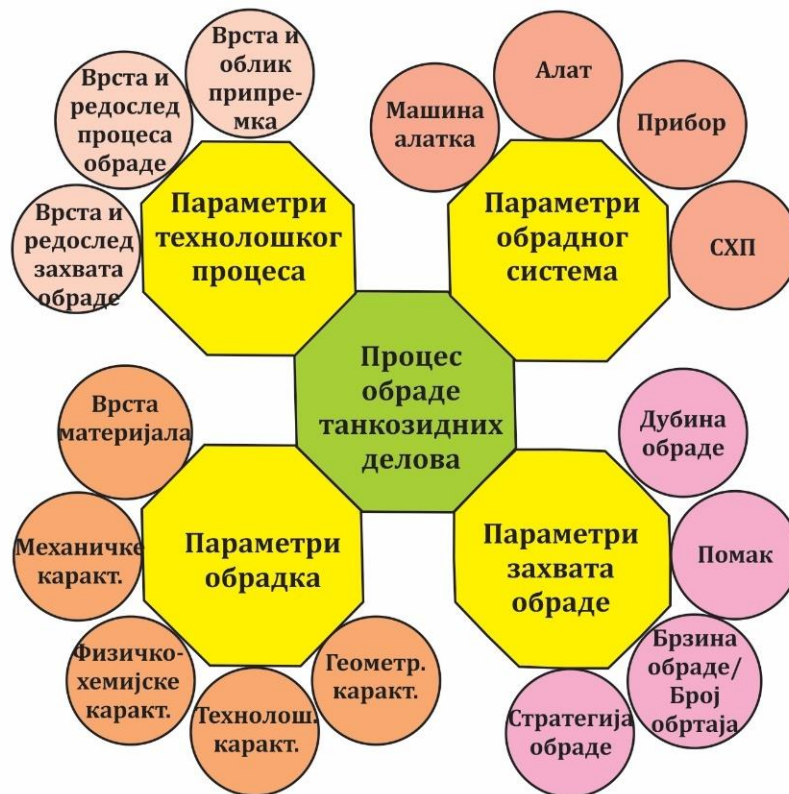 Врста и
облик
припре-
мка
Врста и
редослед
процеса
обраде
Врста и
редослед
захвата
обраде
Параметри
технолошког
процеса
Машина
алатка
Алат
Прибор
СХП
Параметри
обрадног
система
Процес
обраде
танкозидних
делова
Врста
материјала
Механичке
каракт.
Физичко-
хемијске
каракт.
Технолош.
каракт.
Геометр.
каракт.
Параметри
обрадка
Параметри
захвата
обраде
Дубина
обраде
Помак
Брзина
обраде/
Број
обртаја
Стратегија
обраде